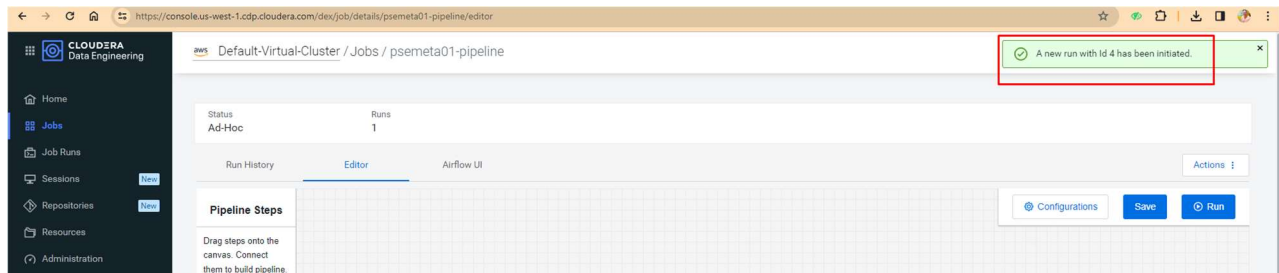 https://console.us-west-1.cdp.cloudera.com/dex/job/details/psemeta01-pipeline/editor
CLOUDERA
Data Engineering
aws Default-Virtual-Cluster / Jobs / psemeta01-pipeline
A new run with Id 4 has been initiated.
Home
Jobs
Job Runs
Sessions New
Repositories New
Resources
Administration
Status Runs
Ad-Hoc 1
Run History Editor Airflow UI Actions
Pipeline Steps
Configurations Save Run
Drag steps onto the
canvas. Connect
them to build pipeline.